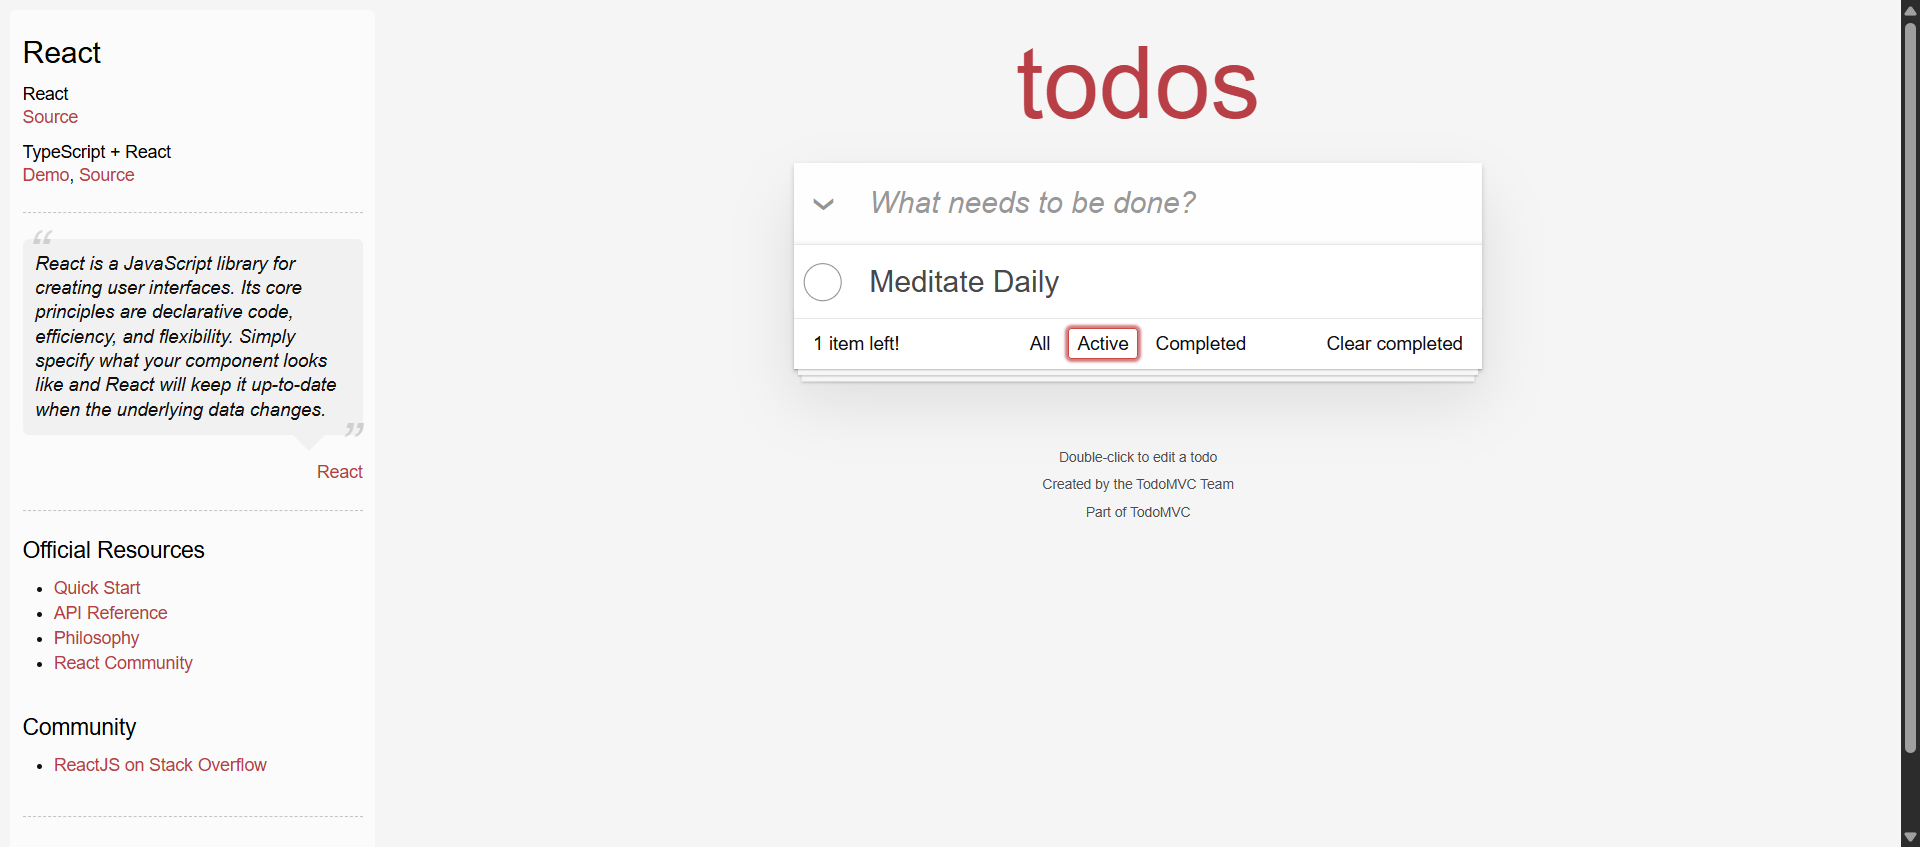 React
React
Source
TypeScript + React
Demo, Source
“
React is a JavaScript library for
creating user interfaces. Its core
principles are declarative code,
efficiency, and flexibility. Simply
specify what your component looks
like and React will keep it up-to-date
when the underlying data changes.
”
React
Official Resources
Quick Start
API Reference
Philosophy
React Community
Community
ReactJS on Stack Overflow
todos
What needs to be done?
Meditate Daily
1 item left! All Active Completed Clear completed
Double-click to edit a todo
Created by the TodoMVC Team
Part of TodoMVC